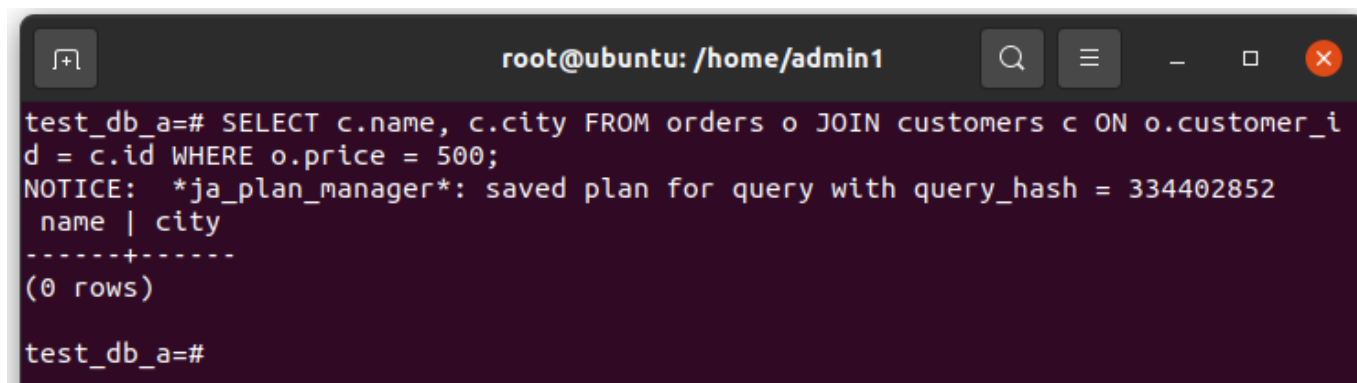 root@ubuntu: /home/admin1
test_db_a=# SELECT c.name, c.city FROM orders o JOIN customers c ON o.customer_i
d = c.id WHERE o.price = 500;
NOTICE:  *ja_plan_manager*: saved plan for query with query_hash = 334402852
 name | city
------+------
(0 rows)
test_db_a=#